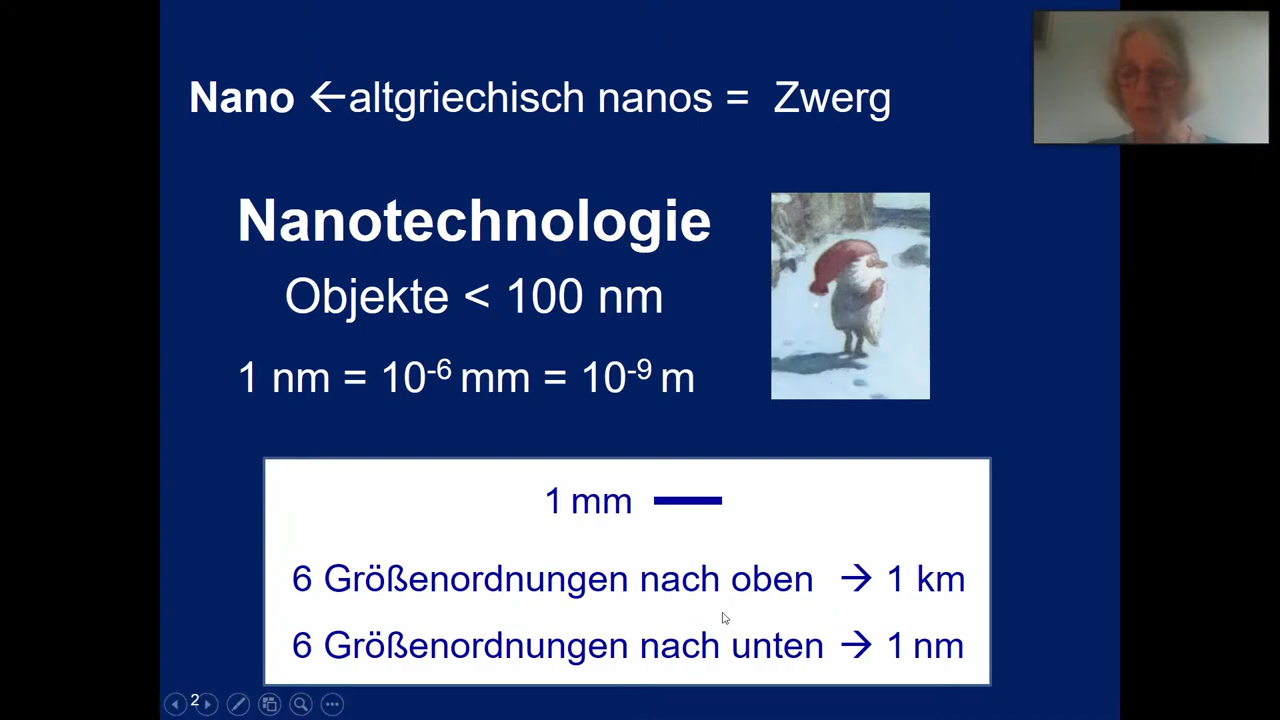 Nano ←altgriechisch nanos = Zwerg
Nanotechnologie
Objekte < 100 nm
1 nm = 10⁻⁶ mm = 10⁻⁹ m
1 mm
6 Größenordnungen nach oben → 1 km
6 Größenordnungen nach unten → 1 nm
2